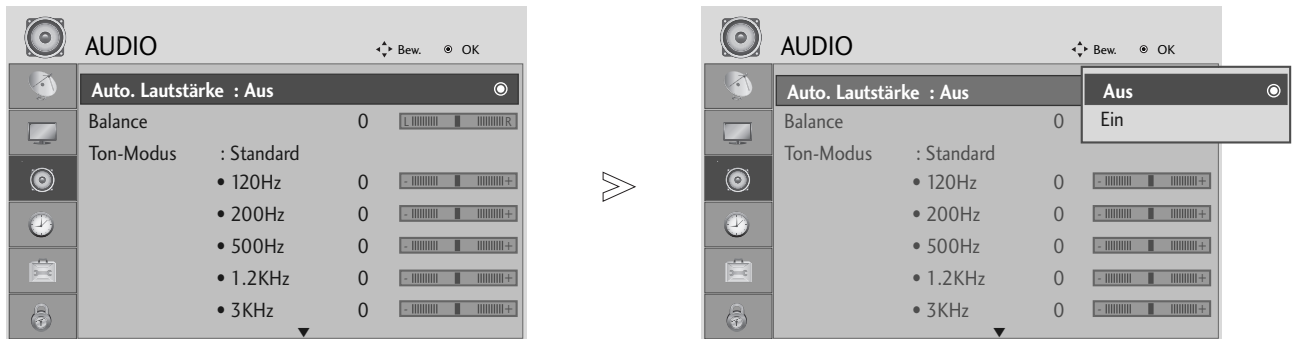 AUDIO Bew. OK
Auto. Lautstärke : Aus
Balance 0 L R
Ton-Modus : Standard
• 120Hz 0 - +
• 200Hz 0 - +
• 500Hz 0 - +
• 1.2KHz 0 - +
• 3KHz 0 - +
AUDIO Bew. OK
Auto. Lautstärke : Aus
Aus
Ein
Balance 0
Ton-Modus : Standard
• 120Hz 0 - +
• 200Hz 0 - +
• 500Hz 0 - +
• 1.2KHz 0 - +
• 3KHz 0 - +